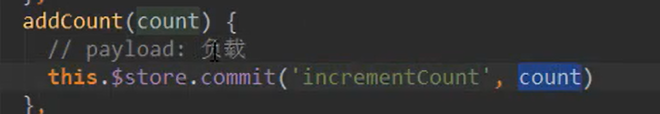 },
addCount(count) {
// payload: 负载
this.$store.commit('incrementCount', count)
},